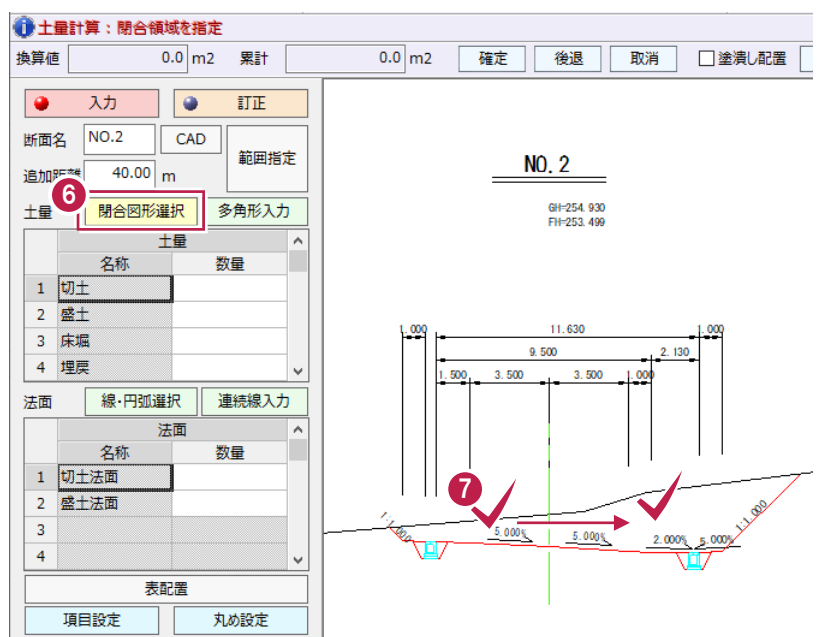 土量計算：閉合領域を指定
換算値 0.0 m2 累計 0.0 m2 確定 後退 取消 塗潰し配置
入力 訂正
断面名 NO.2 CAD 範囲指定
追加距離 40.00 m
6
土量 閉合図形選択 多角形入力
土量
名称 数量
1 切土
2 盛土
3 床堀
4 埋戻
法面 線・円弧選択 連続線入力
法面
名称 数量
1 切土法面
2 盛土法面
3
4
表配置
項目設定 丸め設定
NO.2
GH=254.930
FH=253.499
1.000 11.630 1.000
9.500 2.130
1.500 3.500 3.500 1.000
7
1:1.000 5.000% 5.000% 2.000% 5.000% 1:1.000